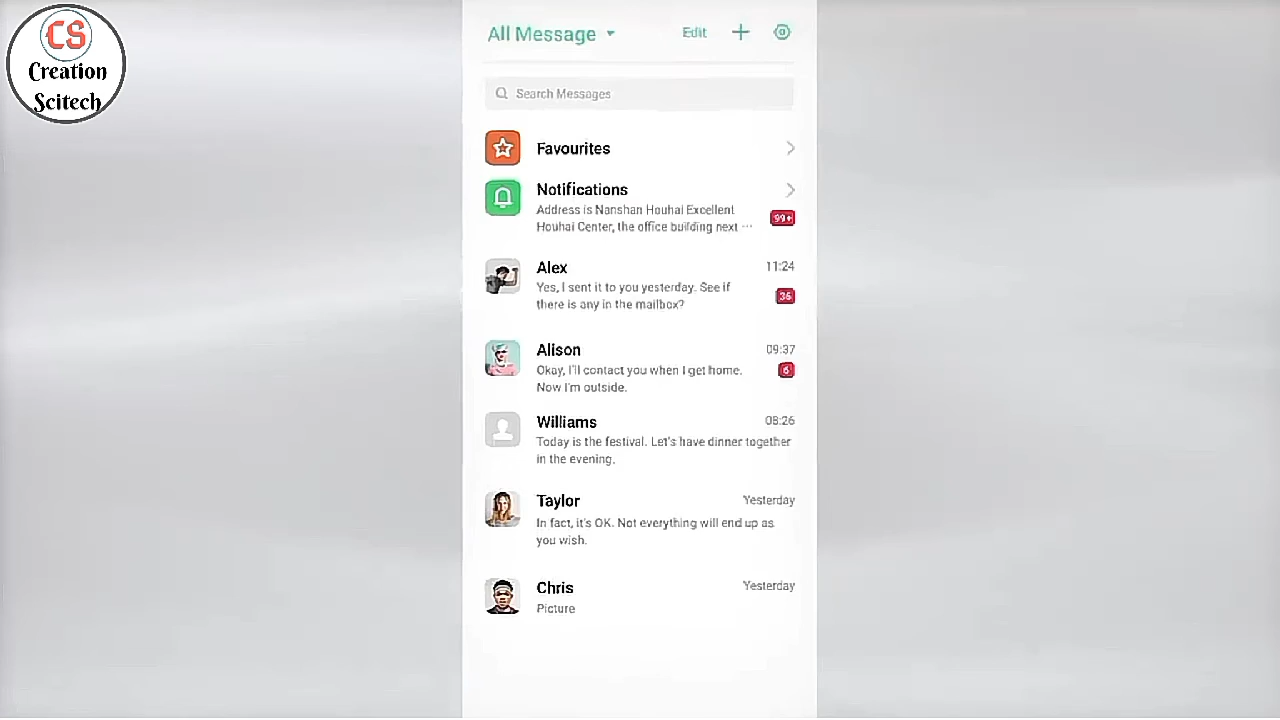 CS
Creation
Scitech
All Message
Edit
Search Messages
Favourites
Notifications
Address is Nanshan Houhai Excellent
Houhai Center, the office building next ···
99+
Alex
11:24
Yes, I sent it to you yesterday. See if
there is any in the mailbox?
36
Alison
09:37
Okay, I'll contact you when I get home.
Now I'm outside.
6
Williams
08:26
Today is the festival. Let's have dinner together
in the evening.
Taylor
Yesterday
In fact, it's OK. Not everything will end up as
you wish.
Chris
Yesterday
Picture